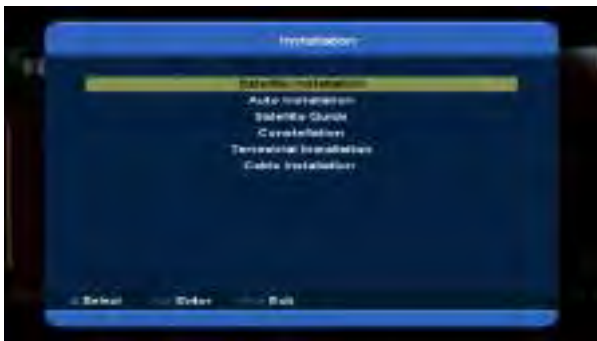 Installation
Satellite Installation
Auto Installation
Satellite Guide
Constellation
Terrestrial Installation
Cable Installation
Select Enter Exit